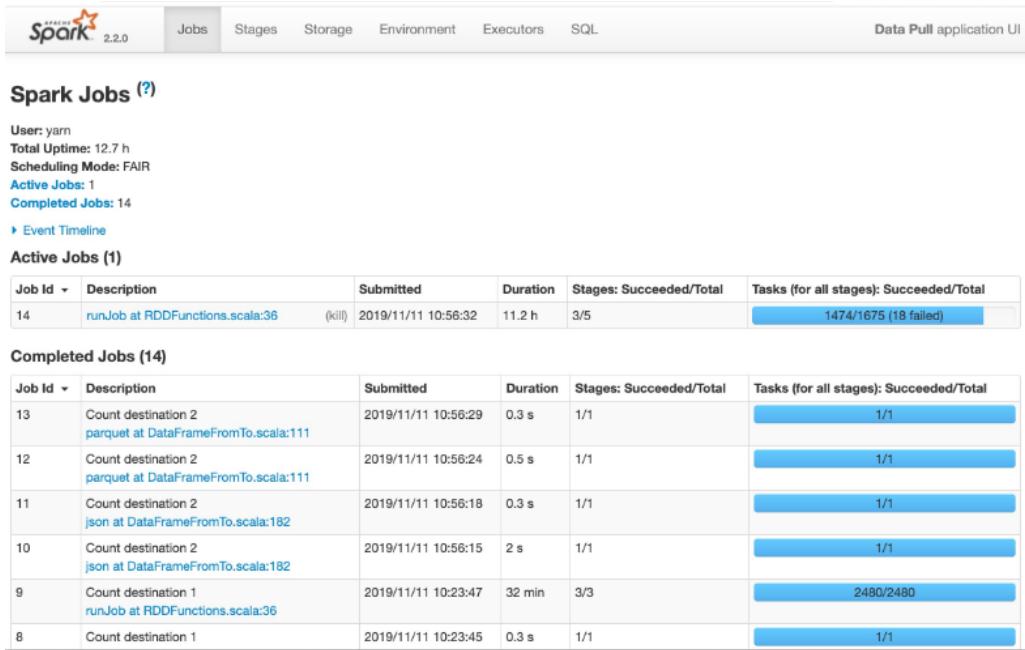 APACHE
Spark 2.2.0 Jobs Stages Storage Environment Executors SQL Data Pull application UI
Spark Jobs (?)
User: yarn
Total Uptime: 12.7 h
Scheduling Mode: FAIR
Active Jobs: 1
Completed Jobs: 14
Event Timeline
Active Jobs (1)
Job Id Description Submitted Duration Stages: Succeeded/Total Tasks (for all stages): Succeeded/Total
14 runJob at RDDFunctions.scala:36 (kill) 2019/11/11 10:56:32 11.2 h 3/5 1474/1675 (18 failed)
Completed Jobs (14)
Job Id Description Submitted Duration Stages: Succeeded/Total Tasks (for all stages): Succeeded/Total
13 Count destination 2 2019/11/11 10:56:29 0.3 s 1/1 1/1
parquet at DataFrameFromTo.scala:111
12 Count destination 2 2019/11/11 10:56:24 0.5 s 1/1 1/1
parquet at DataFrameFromTo.scala:111
11 Count destination 2 2019/11/11 10:56:18 0.3 s 1/1 1/1
json at DataFrameFromTo.scala:182
10 Count destination 2 2019/11/11 10:56:15 2 s 1/1 1/1
json at DataFrameFromTo.scala:182
9 Count destination 1 2019/11/11 10:23:47 32 min 3/3 2480/2480
runJob at RDDFunctions.scala:36
8 Count destination 1 2019/11/11 10:23:45 0.3 s 1/1 1/1